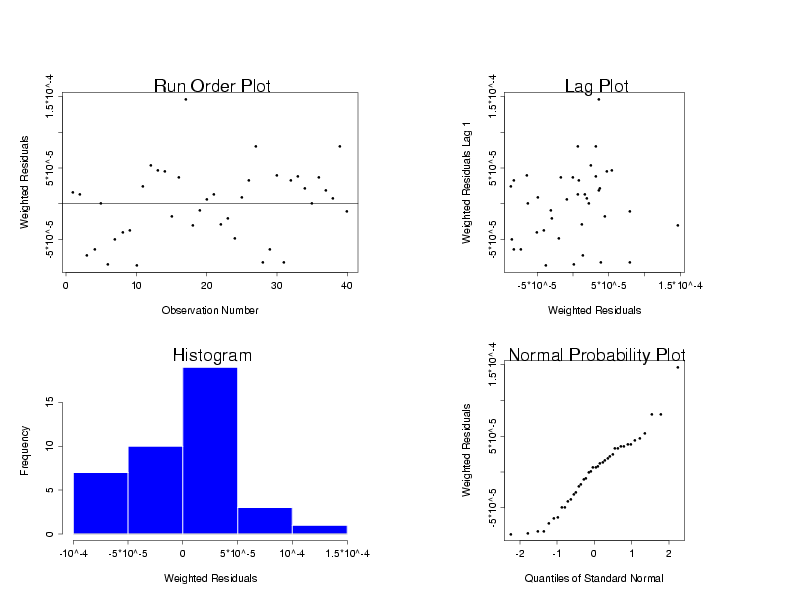 Run Order Plot
Weighted Residuals
-5*10^-5 5*10^-5 1.5*10^-4
0 10 20 30 40
Observation Number
Lag Plot
Weighted Residuals Lag 1
-5*10^-5 5*10^-5 1.5*10^-4
-5*10^-5 5*10^-5 1.5*10^-4
Weighted Residuals
Histogram
Frequency
0 5 10 15
-10^-4 -5*10^-5 0 5*10^-5 10^-4 1.5*10^-4
Weighted Residuals
Normal Probability Plot
Weighted Residuals
-5*10^-5 5*10^-5 1.5*10^-4
-2 -1 0 1 2
Quantiles of Standard Normal